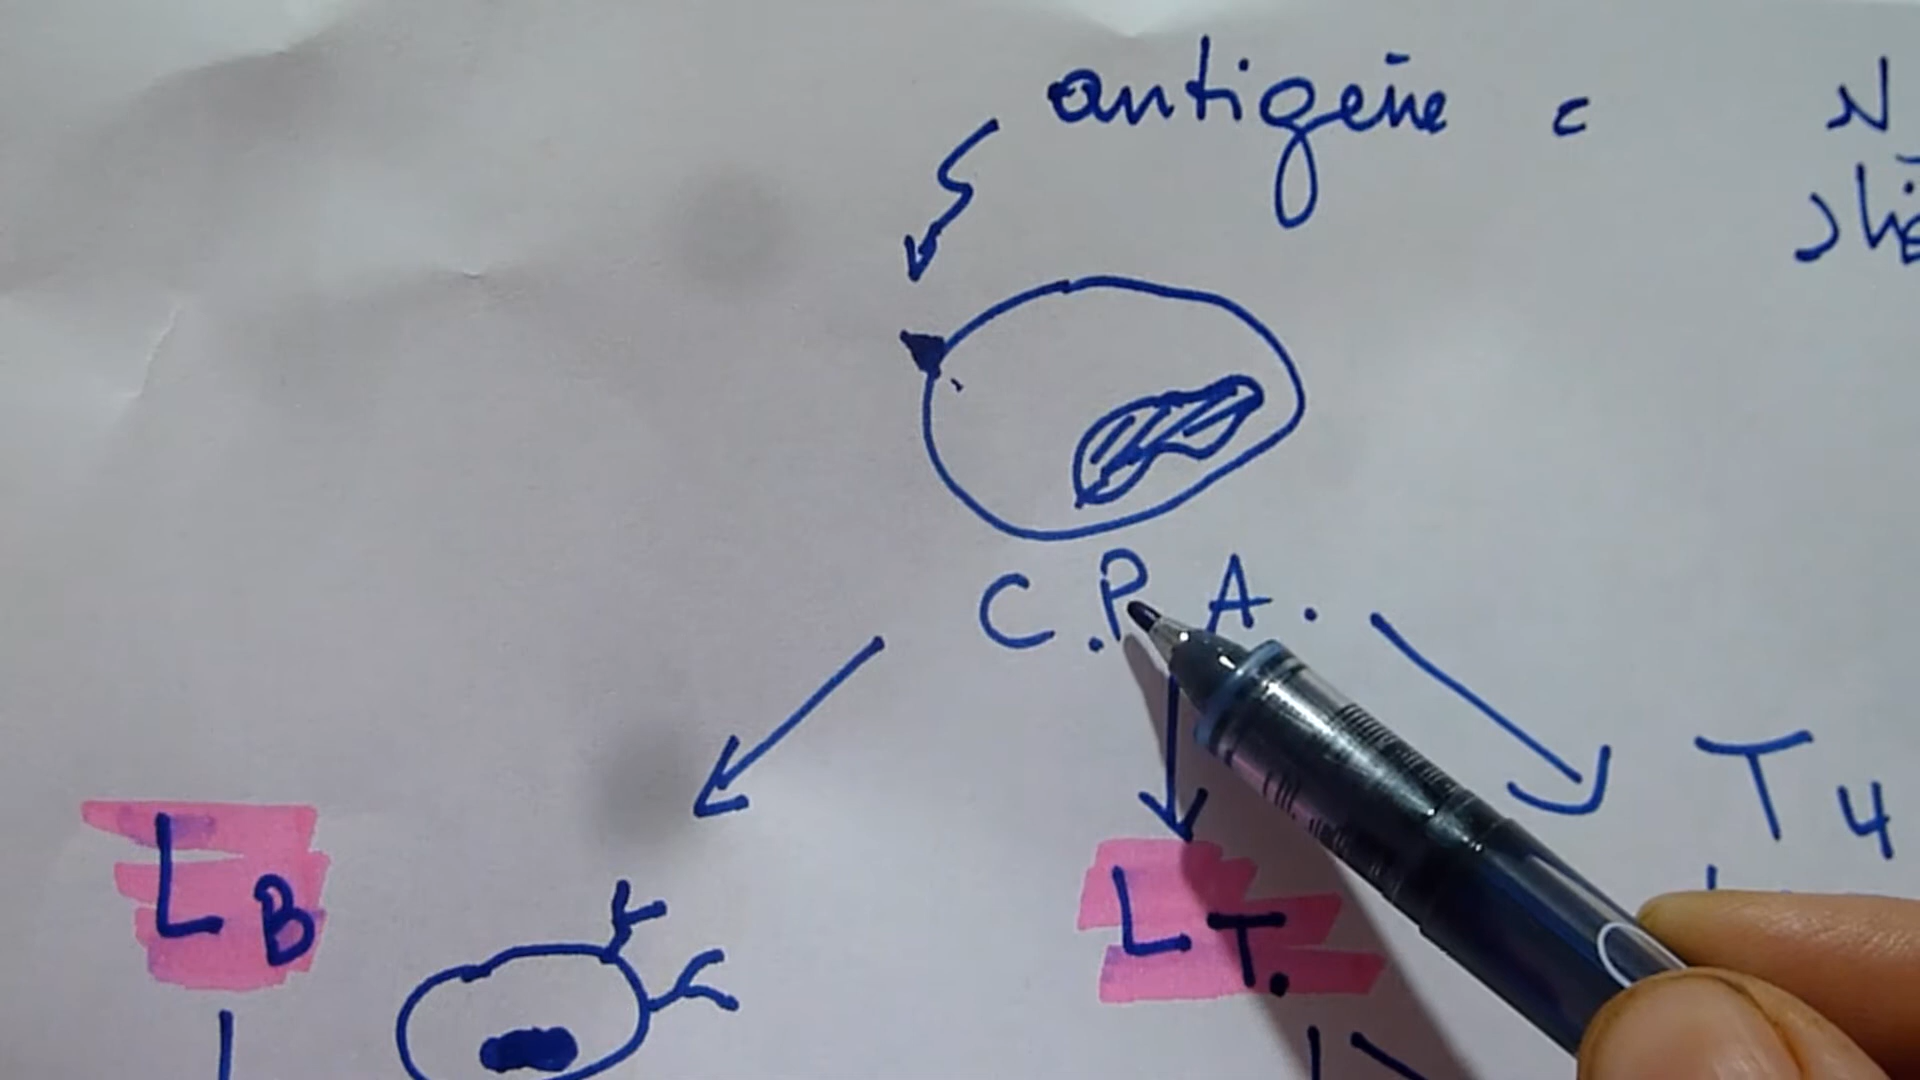 antigène =
C.P.A.
T4
LB
LT.